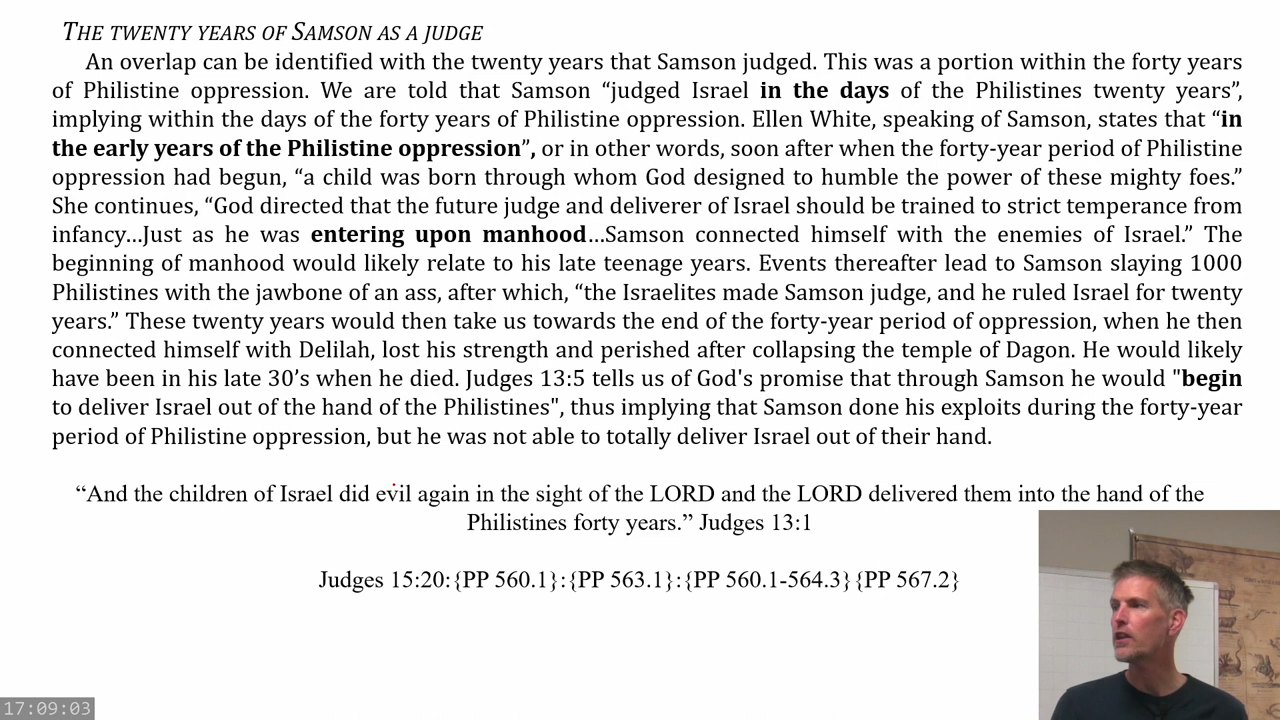 THE TWENTY YEARS OF SAMSON AS A JUDGE
An overlap can be identified with the twenty years that Samson judged. This was a portion within the forty years
of Philistine oppression. We are told that Samson “judged Israel in the days of the Philistines twenty years”,
implying within the days of the forty years of Philistine oppression. Ellen White, speaking of Samson, states that “in
the early years of the Philistine oppression”, or in other words, soon after when the forty-year period of Philistine
oppression had begun, “a child was born through whom God designed to humble the power of these mighty foes.”
She continues, “God directed that the future judge and deliverer of Israel should be trained to strict temperance from
infancy…Just as he was entering upon manhood…Samson connected himself with the enemies of Israel.” The
beginning of manhood would likely relate to his late teenage years. Events thereafter lead to Samson slaying 1000
Philistines with the jawbone of an ass, after which, “the Israelites made Samson judge, and he ruled Israel for twenty
years.” These twenty years would then take us towards the end of the forty-year period of oppression, when he then
connected himself with Delilah, lost his strength and perished after collapsing the temple of Dagon. He would likely
have been in his late 30’s when he died. Judges 13:5 tells us of God's promise that through Samson he would "begin
to deliver Israel out of the hand of the Philistines", thus implying that Samson done his exploits during the forty-year
period of Philistine oppression, but he was not able to totally deliver Israel out of their hand.
“And the children of Israel did evil again in the sight of the LORD and the LORD delivered them into the hand of the
Philistines forty years.” Judges 13:1
Judges 15:20:{PP 560.1}:{PP 563.1}:{PP 560.1-564.3}{PP 567.2}
17:09:03